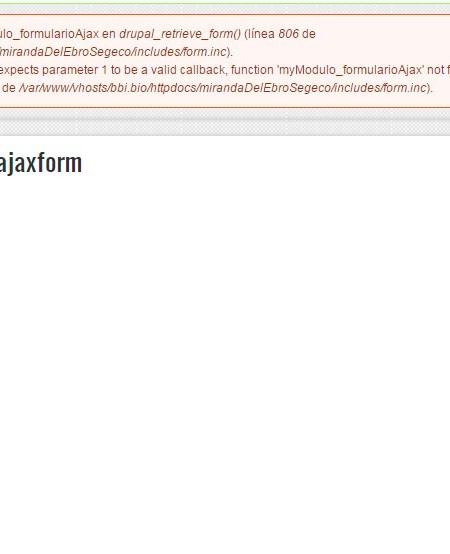 ulo_formularioAjax en drupal_retrieve_form() (línea 806 de
/mirandaDelEbroSegeco/includes/form.inc).
expects parameter 1 to be a valid callback, function 'myModulo_formularioAjax' not f
de /var/www/vhosts/bbi.bio/httpdocs/mirandaDelEbroSegeco/includes/form.inc).
ajaxform